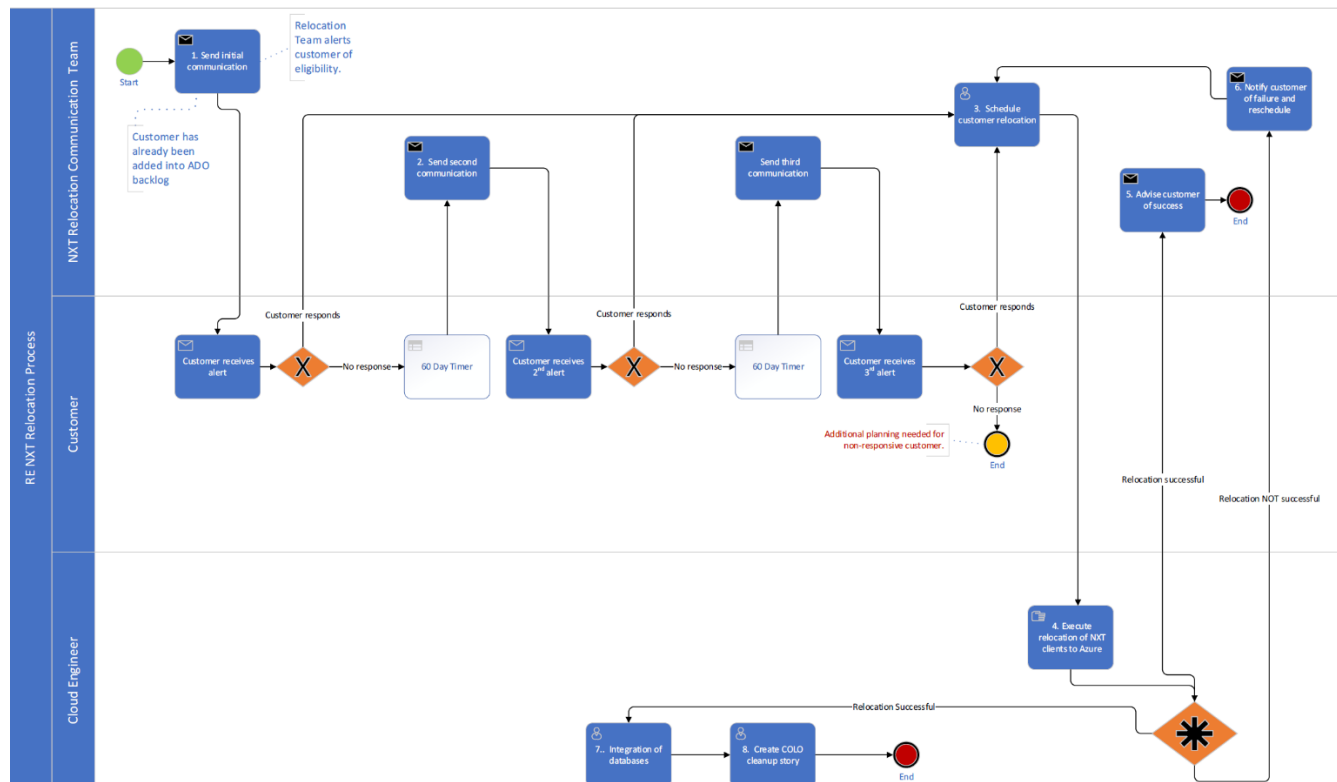 RE NXT Relocation Process
NXT Relocation Communication Team
Start
1. Send initial
communication
Relocation
Team alerts
customer of
eligibility.
Customer has
already been
added into ADO
backlog
2. Send second
communication
Send third
communication
3. Schedule
customer relocation
6. Notify customer
of failure and
reschedule
5. Advise customer
of success
End
Customer
Customer receives
alert
Customer responds
No response
60 Day Timer
Customer receives
2nd alert
Customer responds
No response
60 Day Timer
Customer receives
3rd alert
Customer responds
No response
Additional planning needed for
non-responsive customer.
End
Relocation successful
Relocation NOT successful
Cloud Engineer
4. Execute
relocation of NXT
clients to Azure
Relocation Successful
7.. Integration of
databases
8. Create COLO
cleanup story
End